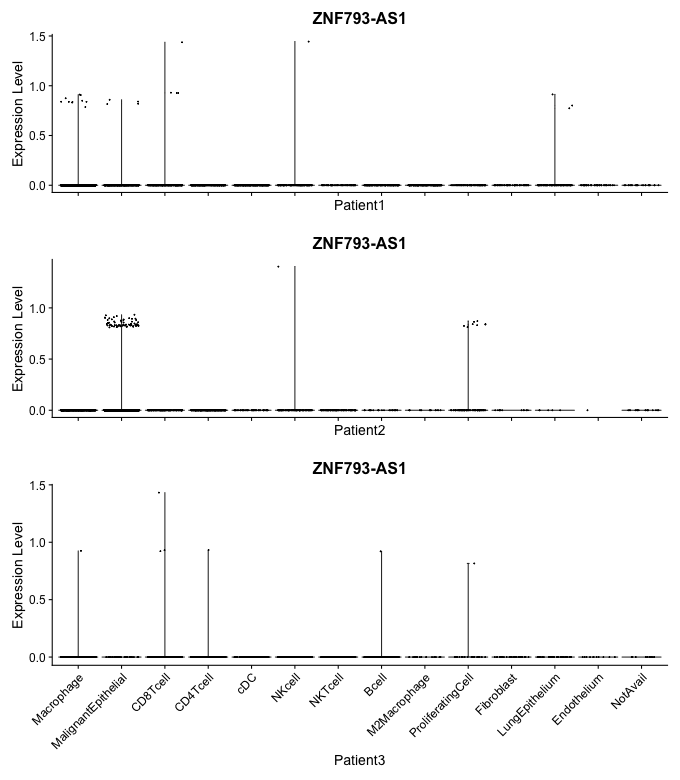 ZNF793-AS1
Expression Level
1.5
1.0
0.5
0.0
Patient1
ZNF793-AS1
Expression Level
1.0
0.5
0.0
Patient2
ZNF793-AS1
Expression Level
1.5
1.0
0.5
0.0
Macrophage
MalignantEpithelial
CD8Tcell
CD4Tcell
cDC
NKcell
NKTcell
Bcell
M2Macrophage
ProliferatingCell
Fibroblast
LungEpithelium
Endothelium
NotAvail
Patient3